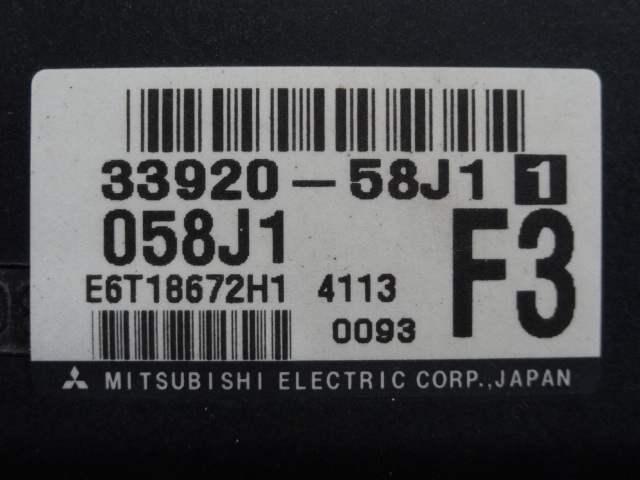 33920-58J1 1
058J1 F3
E6T18672H1 4113
0093
MITSUBISHI ELECTRIC CORP.,JAPAN